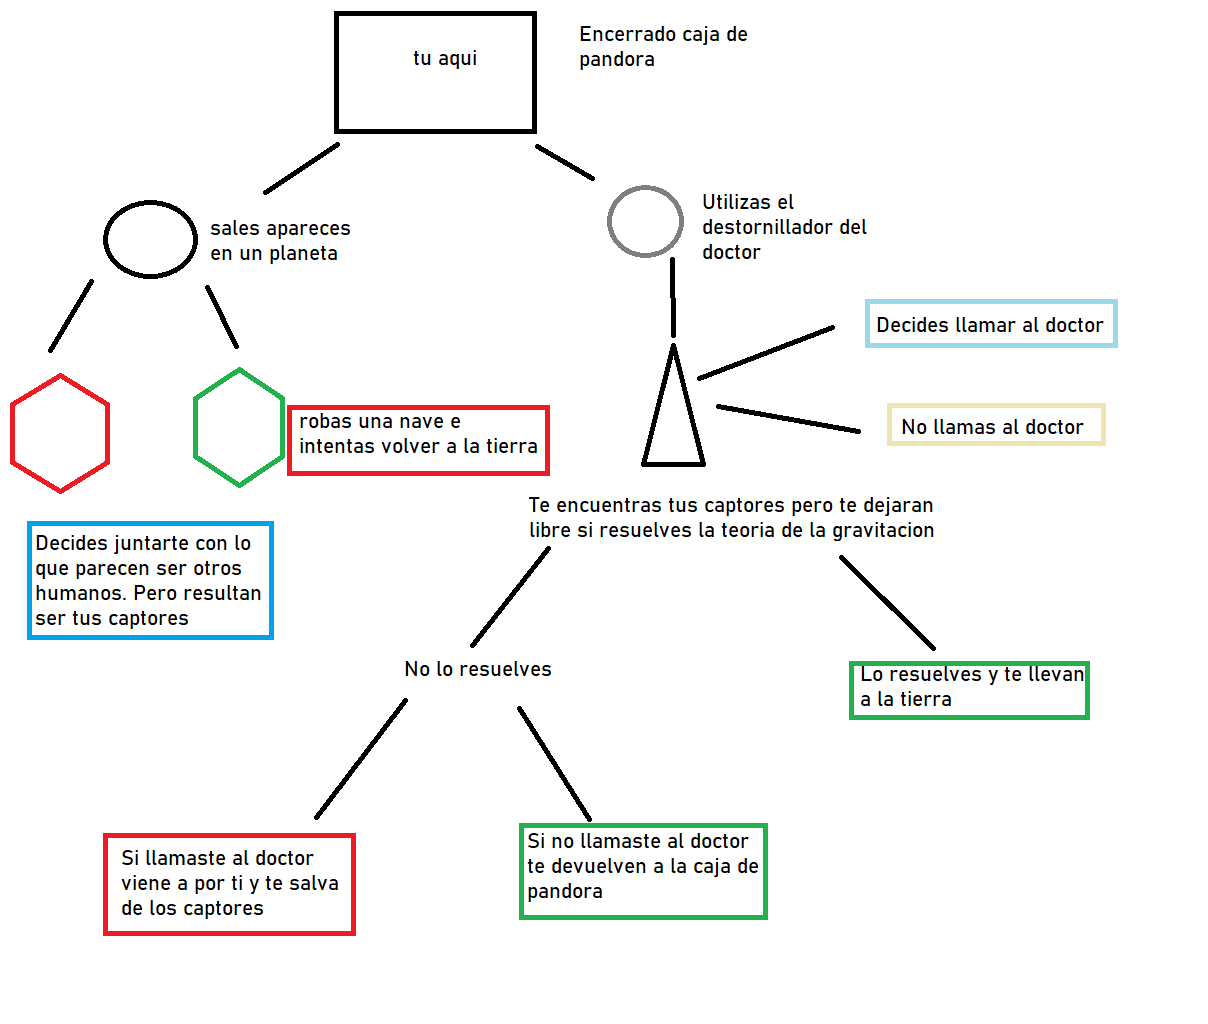 tu aqui
Encerrado caja de
pandora
sales apareces
en un planeta
Utilizas el
destornillador del
doctor
Decides llamar al doctor
No llamas al doctor
robas una nave e
intentas volver a la tierra
Decides juntarte con lo
que parecen ser otros
humanos. Pero resultan
ser tus captores
Te encuentras tus captores pero te dejaran
libre si resuelves la teoria de la gravitacion
No lo resuelves
Lo resuelves y te llevan
a la tierra
Si llamaste al doctor
viene a por ti y te salva
de los captores
Si no llamaste al doctor
te devuelven a la caja de
pandora